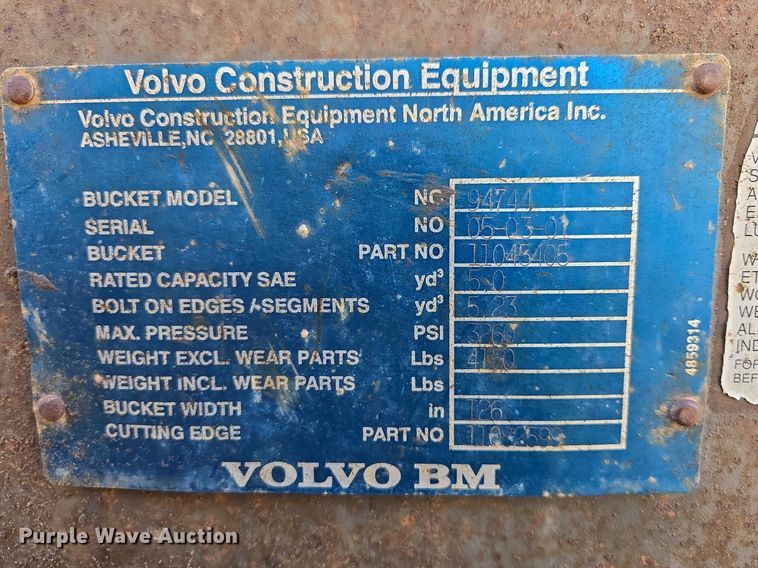 Volvo Construction Equipment
Volvo Construction Equipment North America Inc.
ASHEVILLE, NC 28801, USA
BUCKET MODEL NO 94744
SERIAL NO 05-03-01
BUCKET PART NO 11045405
RATED CAPACITY SAE yd³ 5.0
BOLT ON EDGES /-SEGMENTS yd³ 5.23
MAX. PRESSURE PSI
WEIGHT EXCL. WEAR PARTS Lbs
WEIGHT INCL. WEAR PARTS Lbs
BUCKET WIDTH in 126
CUTTING EDGE PART NO
VOLVO BM
4859314
Purple Wave Auction